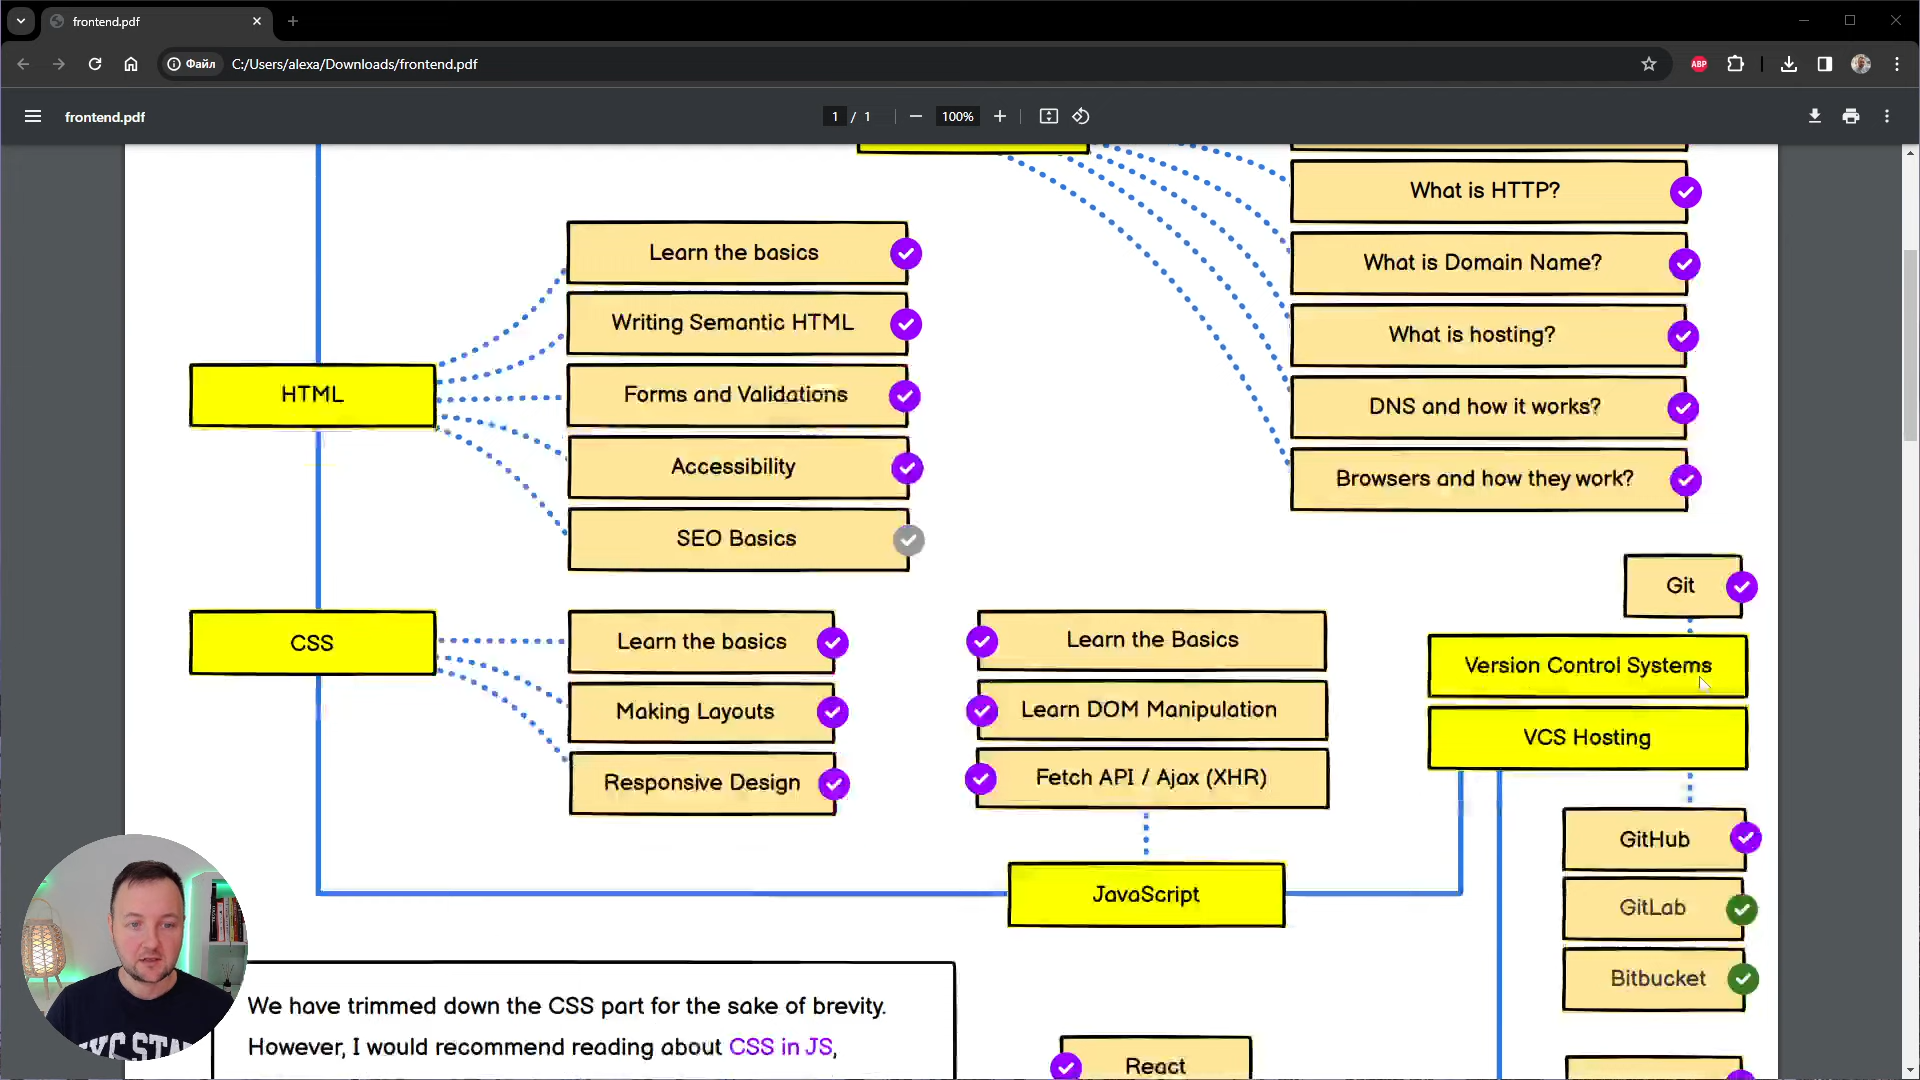 frontend.pdf
Файл
C:/Users/alexa/Downloads/frontend.pdf
ABP
frontend.pdf
1 / 1
100%
What is HTTP?
What is Domain Name?
What is hosting?
DNS and how it works?
Browsers and how they work?
Learn the basics
Writing Semantic HTML
HTML
Forms and Validations
Accessibility
SEO Basics
CSS
Learn the basics
Making Layouts
Responsive Design
Learn the Basics
Learn DOM Manipulation
Fetch API / Ajax (XHR)
JavaScript
Git
Version Control Systems
VCS Hosting
GitHub
GitLab
Bitbucket
We have trimmed down the CSS part for the sake of brevity.
However, I would recommend reading about CSS in JS,
React